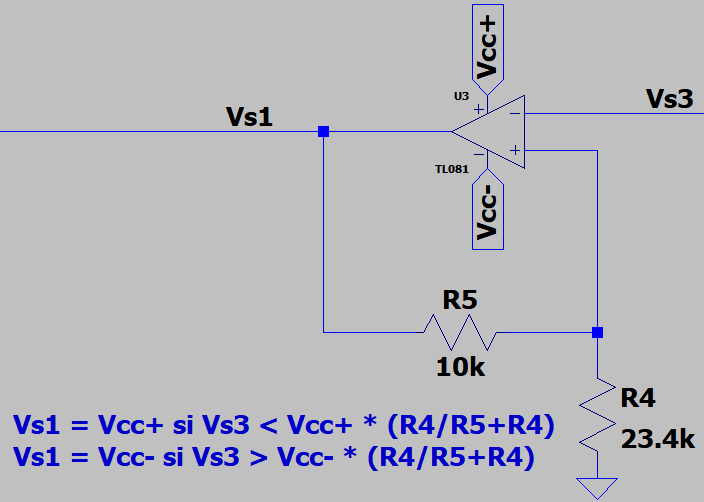 Vcc+
U3
Vs1
Vs3
+
−
+
−
TL081
Vcc-
R5
10k
R4
23.4k
Vs1 = Vcc+ si Vs3 < Vcc+ * (R4/R5+R4)
Vs1 = Vcc- si Vs3 > Vcc- * (R4/R5+R4)